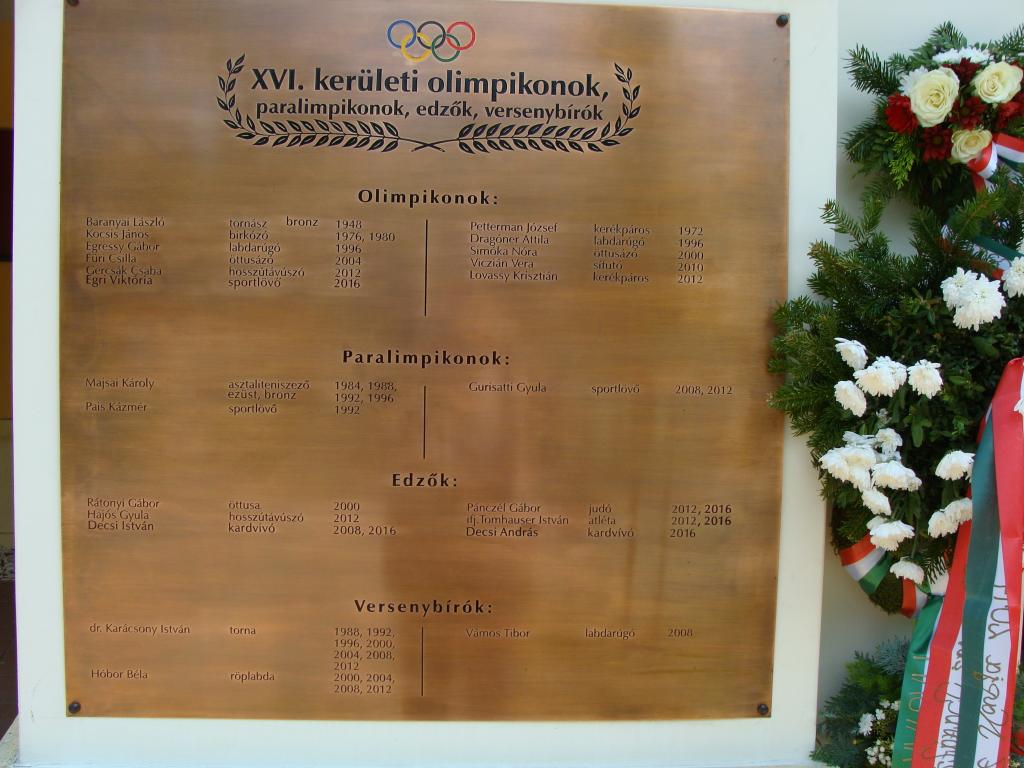 XVI. kerületi olimpikonok,
paralimpikonok, edzők, versenybírók
Olimpikonok:
Baranyai László tornász bronz 1948
Kocsis János birkózó 1976, 1980
Egressy Gábor labdarúgó 1996
Füri Csilla öttusázó 2004
Gercsák Csaba hosszútávúszó 2012
Egri Viktória sportlövő 2016
Petterman József kerékpáros 1972
Dragóner Attila labdarúgó 1996
Simóka Nóra öttusázó 2000
Viczián Vera sífutó 2010
Lovassy Krisztián kerékpáros 2012
Paralimpikonok:
Majsai Károly asztaliteniszező 1984, 1988,
ezüst, bronz 1992, 1996
Pais Kázmér sportlövő 1992
Gurisatti Gyula sportlövő 2008, 2012
Edzők:
Rátonyi Gábor öttusa 2000
Hajós Gyula hosszútávúszó 2012
Decsi István kardvívó 2008, 2016
Pánczél Gábor judó 2012, 2016
ifj.Tomhauser István atléta 2012, 2016
Decsi András kardvívó 2016
Versenybírók:
dr. Karácsony István torna 1988, 1992,
1996, 2000,
2004, 2008,
2012
Hóbor Béla röplabda 2000, 2004,
2008, 2012
Vámos Tibor labdarúgó 2008